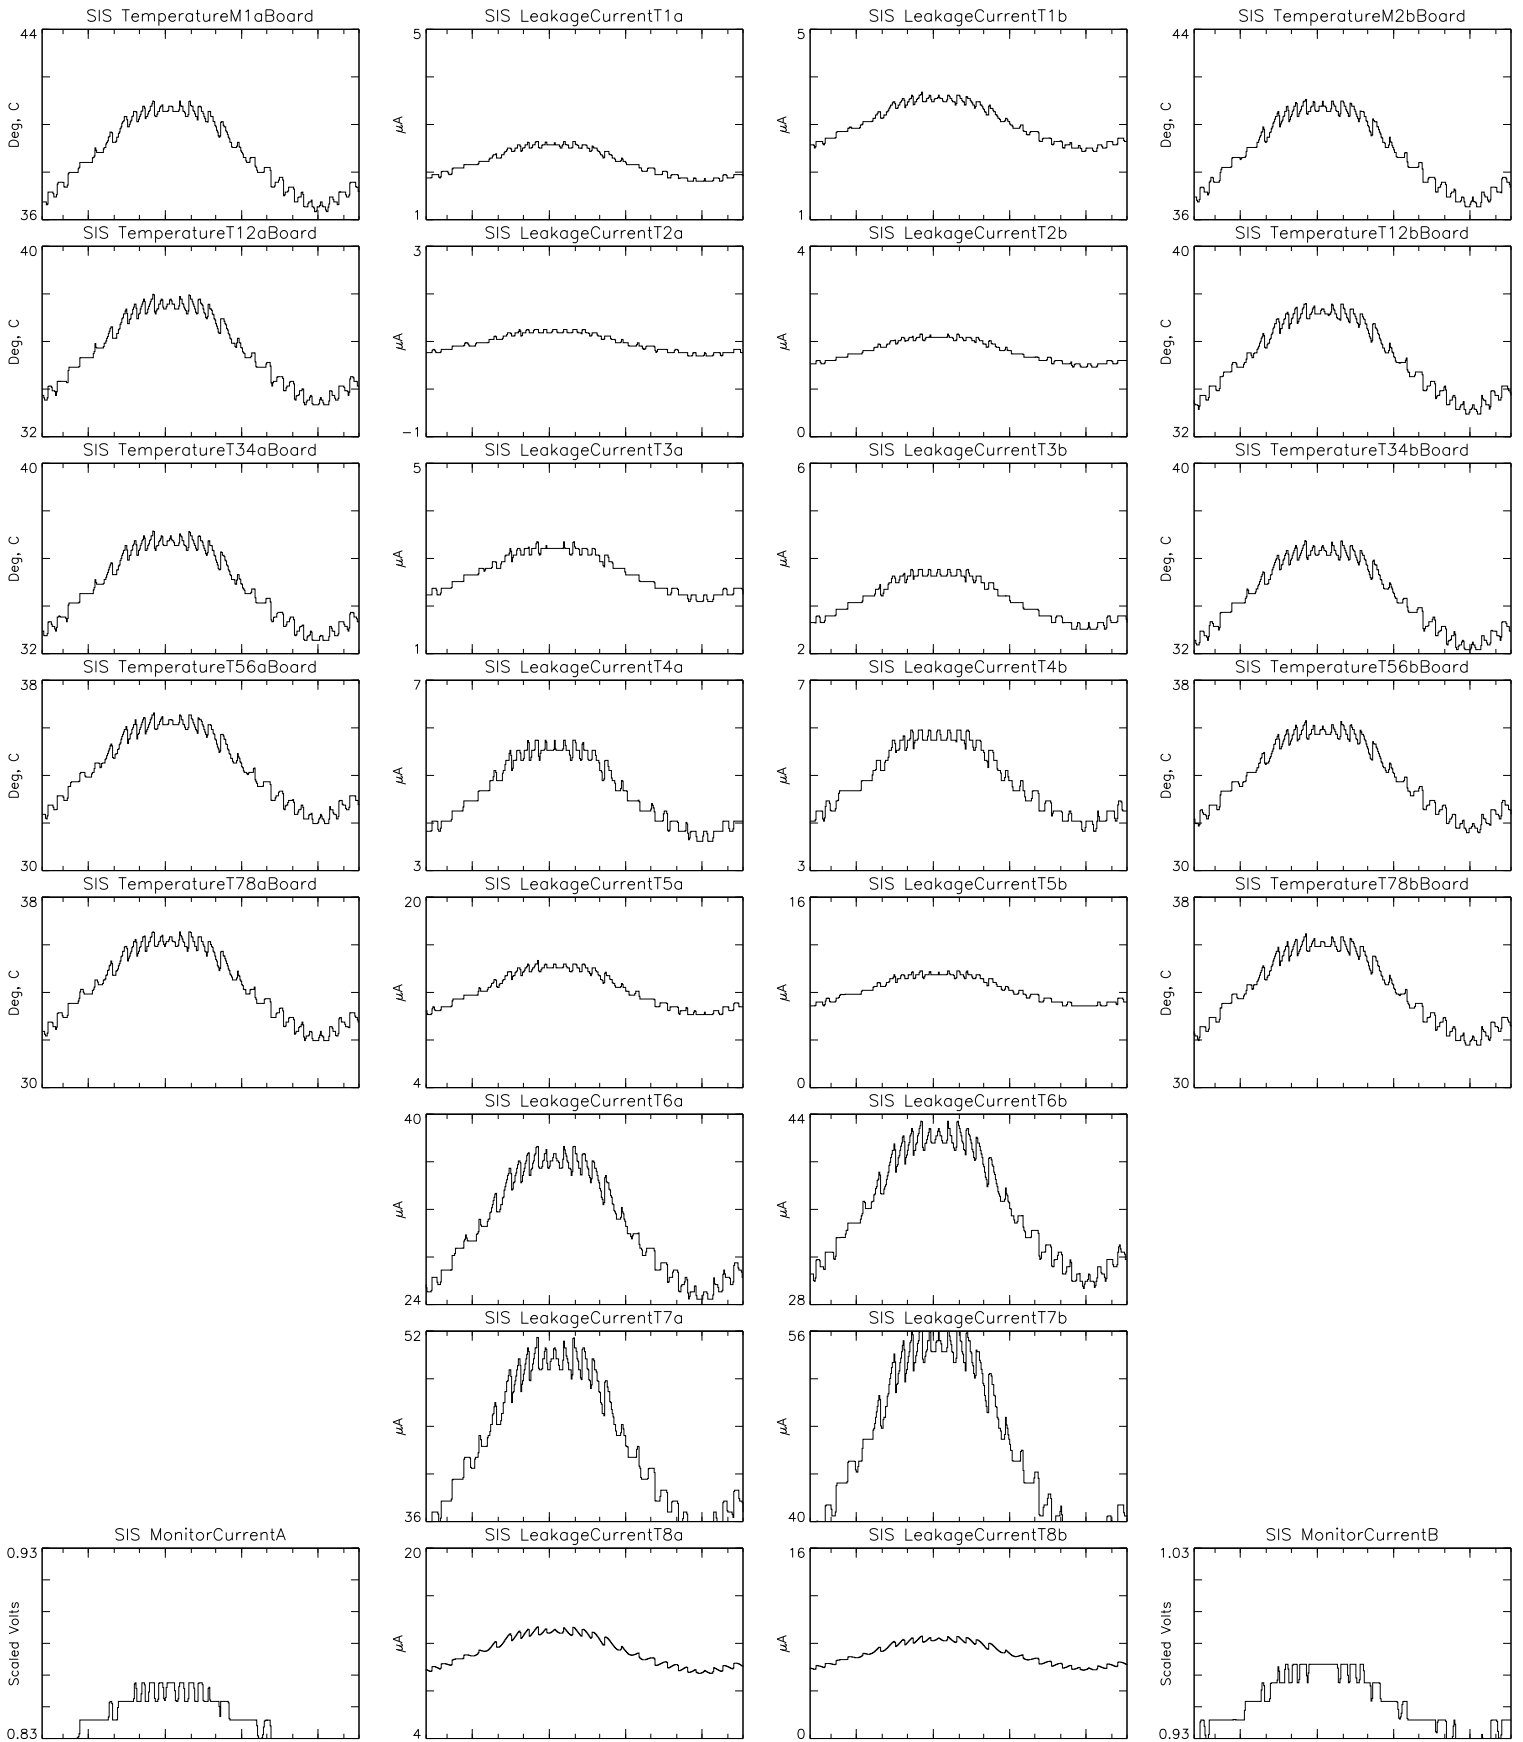 SIS TemperatureM1aBoard
44
Deg, C
36
SIS LeakageCurrentT1a
5
μA
1
SIS LeakageCurrentT1b
5
μA
1
SIS TemperatureM2bBoard
44
Deg, C
36
SIS TemperatureT12aBoard
40
Deg, C
32
SIS LeakageCurrentT2a
3
μA
−1
SIS LeakageCurrentT2b
4
μA
0
SIS TemperatureT12bBoard
40
Deg, C
32
SIS TemperatureT34aBoard
40
Deg, C
32
SIS LeakageCurrentT3a
5
μA
1
SIS LeakageCurrentT3b
6
μA
2
SIS TemperatureT34bBoard
40
Deg, C
32
SIS TemperatureT56aBoard
38
Deg, C
30
SIS LeakageCurrentT4a
7
μA
3
SIS LeakageCurrentT4b
7
μA
3
SIS TemperatureT56bBoard
38
Deg, C
30
SIS TemperatureT78aBoard
38
Deg, C
30
SIS LeakageCurrentT5a
20
μA
4
SIS LeakageCurrentT5b
16
μA
0
SIS TemperatureT78bBoard
38
Deg, C
30
SIS LeakageCurrentT6a
40
μA
24
SIS LeakageCurrentT6b
44
μA
28
SIS LeakageCurrentT7a
52
μA
36
SIS LeakageCurrentT7b
56
μA
40
SIS MonitorCurrentA
0.93
Scaled Volts
0.83
SIS LeakageCurrentT8a
20
μA
4
SIS LeakageCurrentT8b
16
μA
0
SIS MonitorCurrentB
1.03
Scaled Volts
0.93